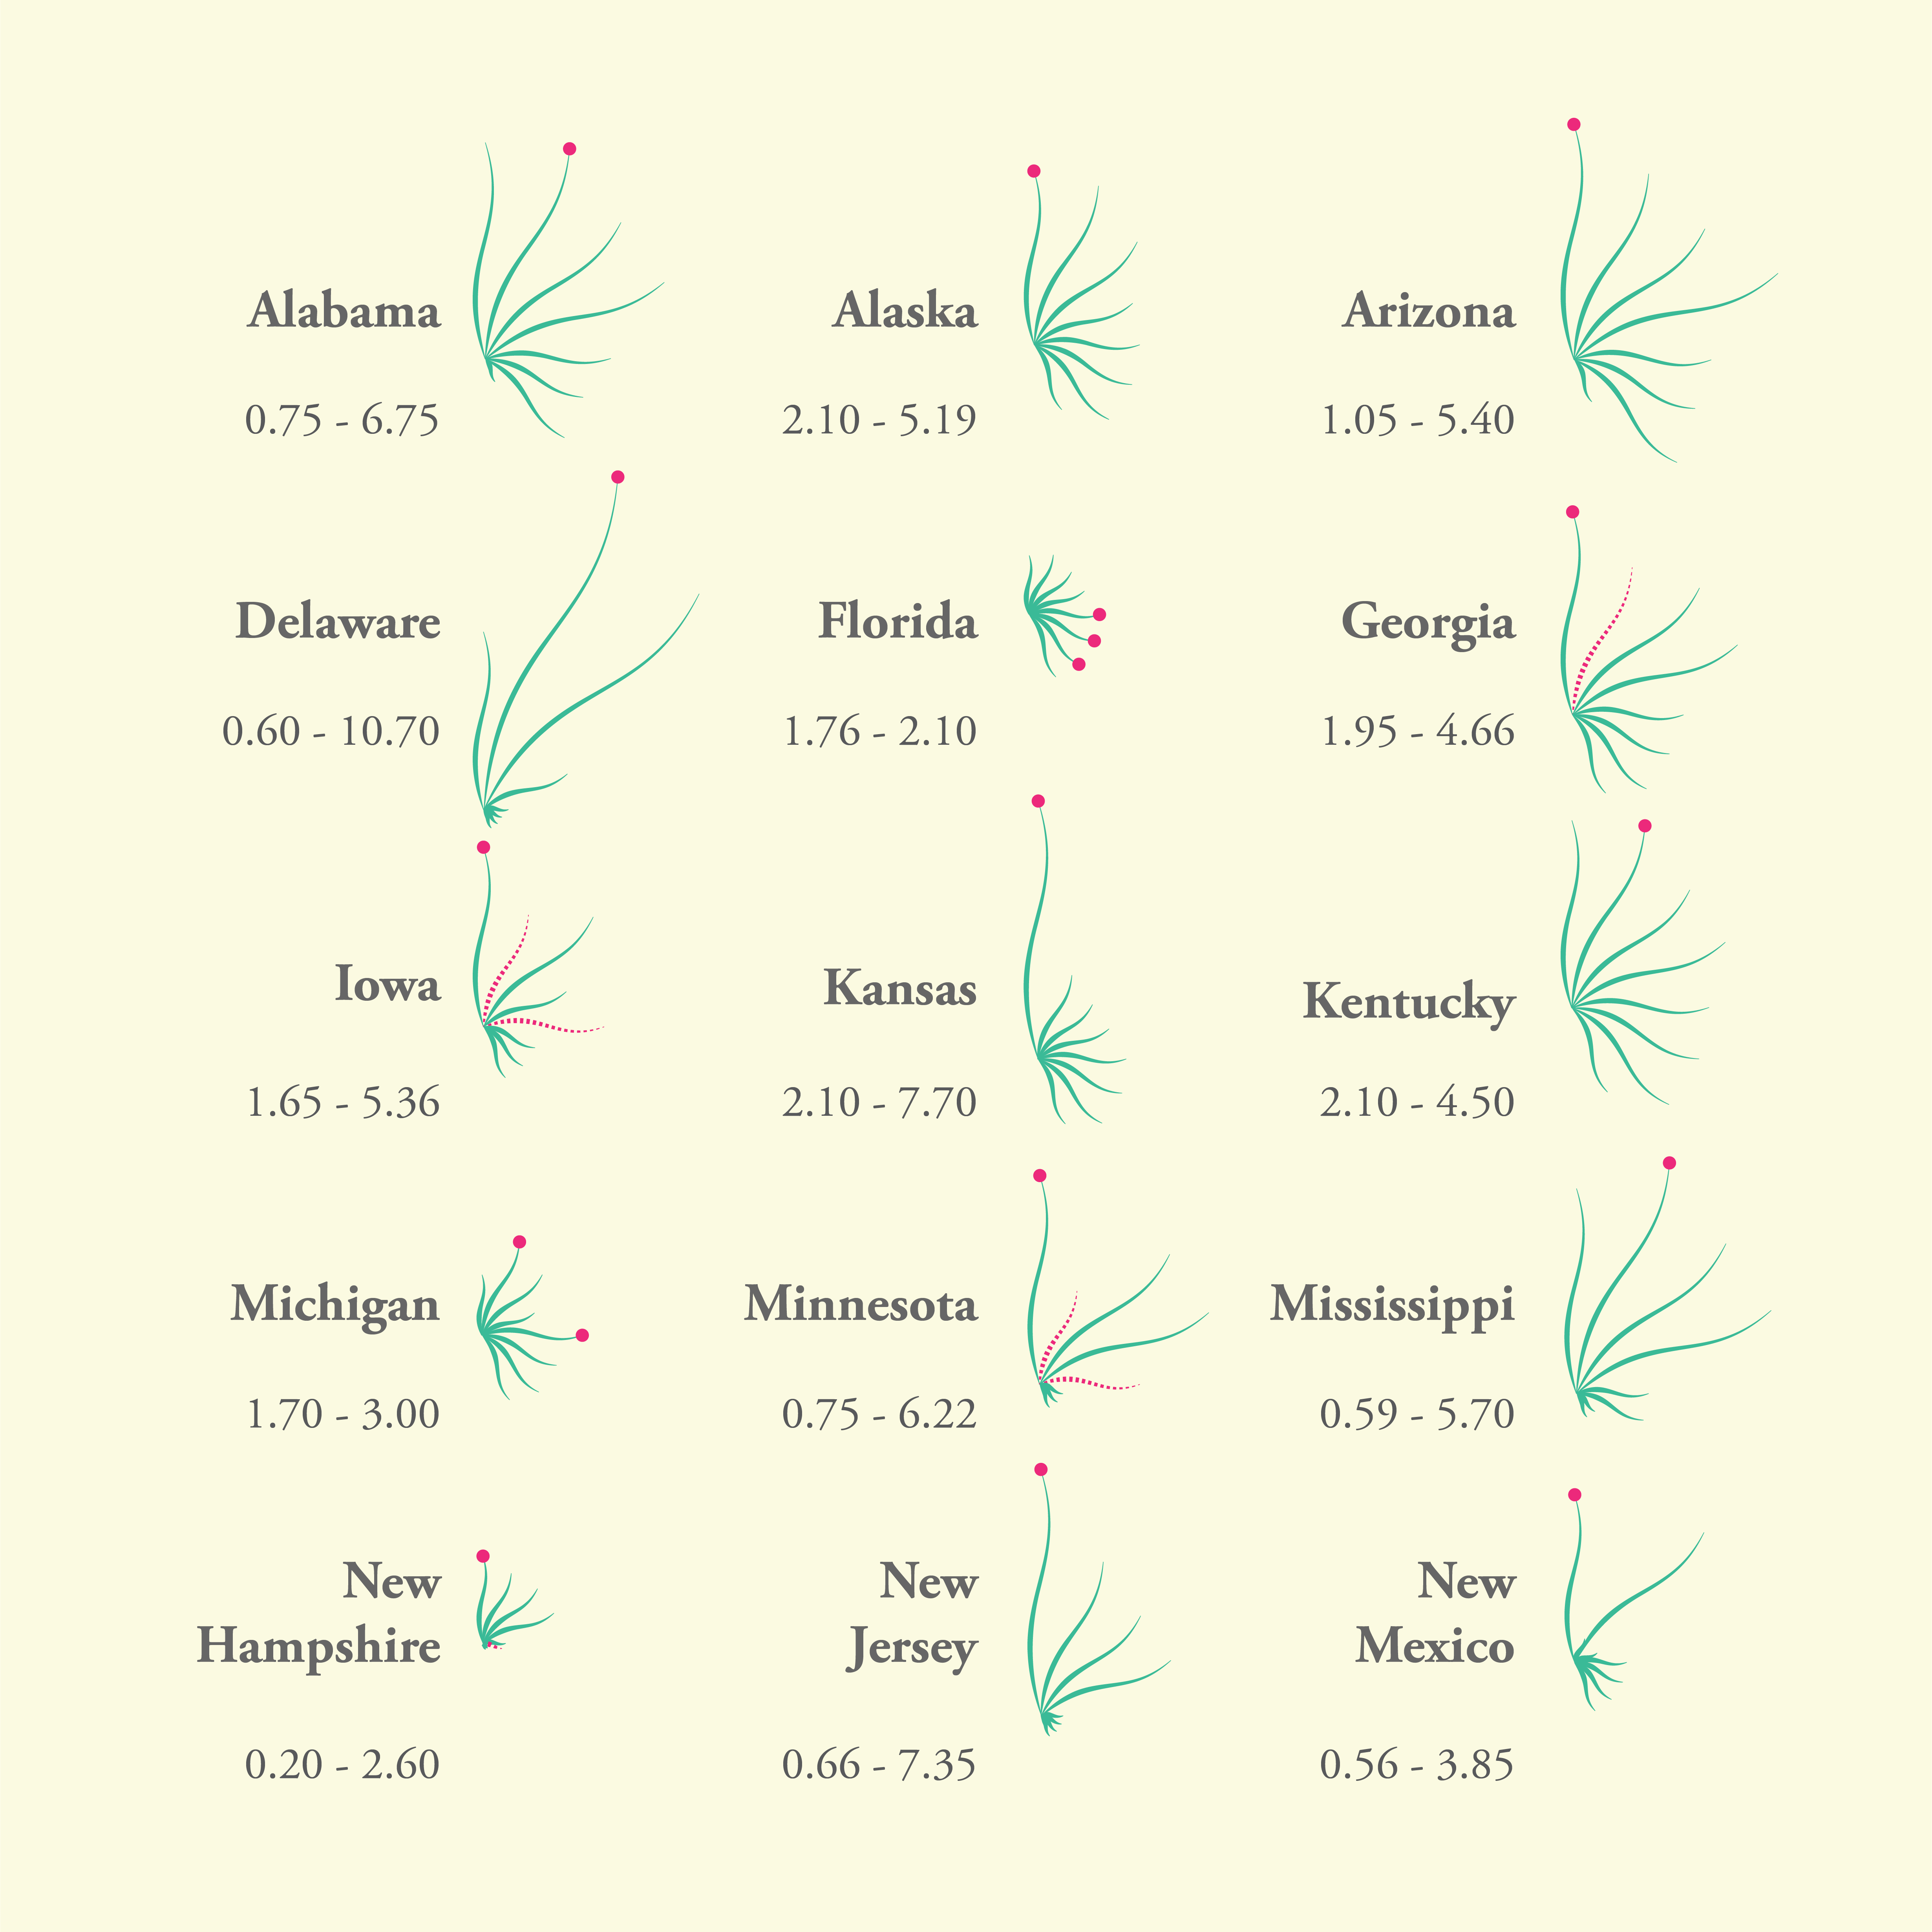 Alabama
0.75 - 6.75
Alaska
2.10 - 5.19
Arizona
1.05 - 5.40
Delaware
0.60 - 10.70
Florida
1.76 - 2.10
Georgia
1.95 - 4.66
Iowa
1.65 - 5.36
Kansas
2.10 - 7.70
Kentucky
2.10 - 4.50
Michigan
1.70 - 3.00
Minnesota
0.75 - 6.22
Mississippi
0.59 - 5.70
New
Hampshire
0.20 - 2.60
New
Jersey
0.66 - 7.35
New
Mexico
0.56 - 3.85